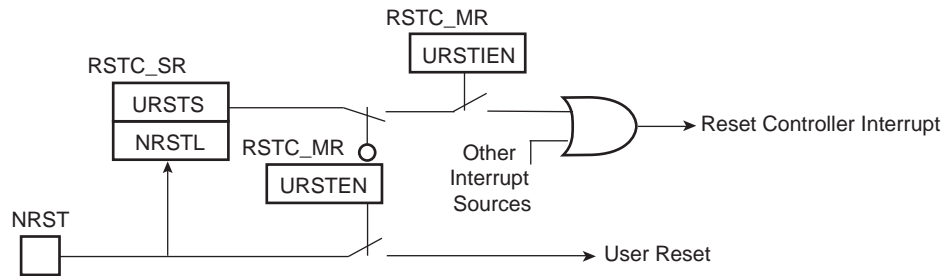 RSTC_MR
URSTIEN
RSTC_SR
URSTS
NRSTL
RSTC_MR
URSTEN
Other
Interrupt
Sources
Reset Controller Interrupt
NRST
User Reset